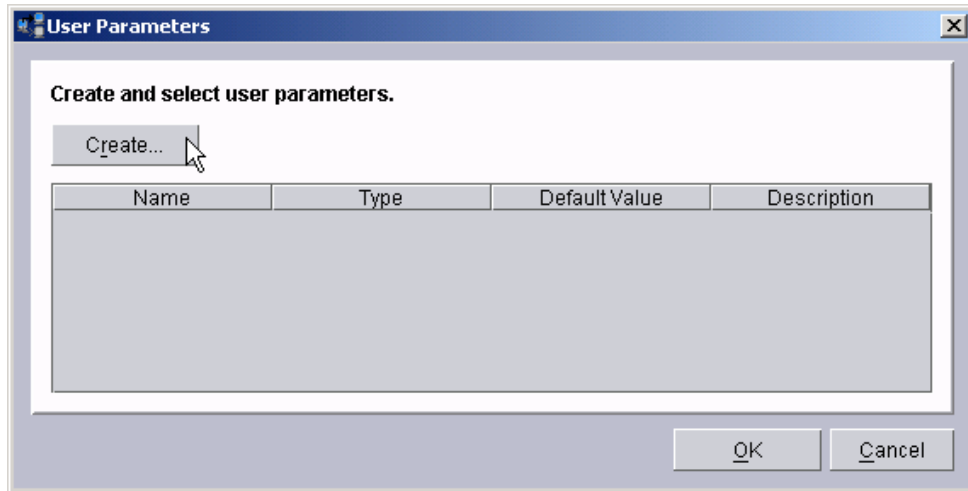 User Parameters
Create and select user parameters.
Create...
Name Type Default Value Description
OK Cancel